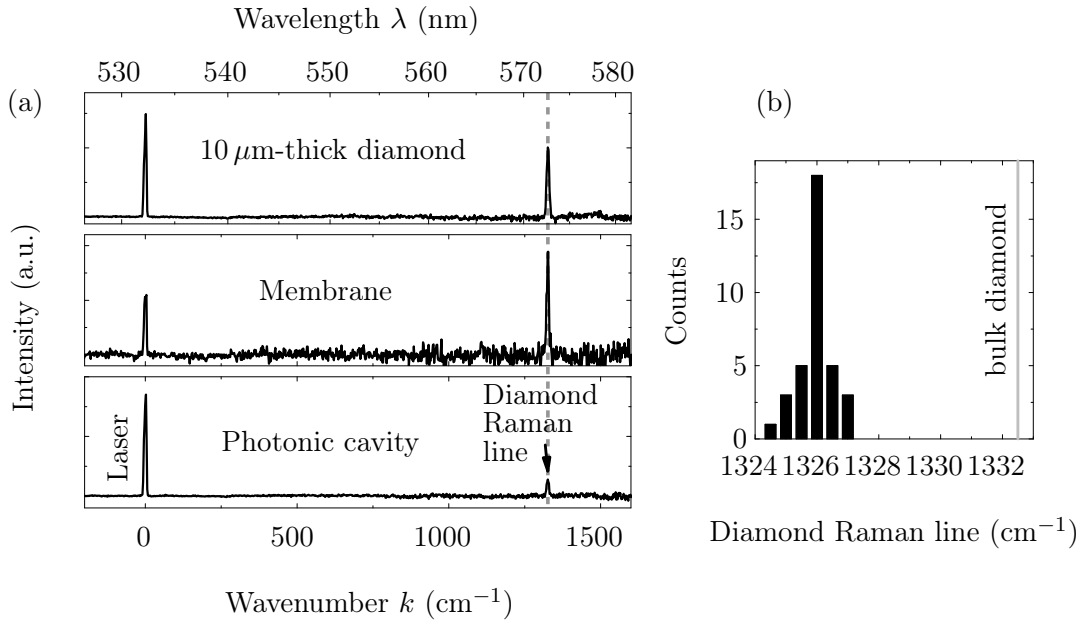 Wavelength λ (nm)
530 540 550 560 570 580
(a)
10 μm-thick diamond
Membrane
Diamond
Raman
line
Photonic cavity
Laser
Intensity (a.u.)
0 500 1000 1500
Wavenumber k (cm⁻¹)
(b)
15
10
5
0
Counts
bulk diamond
1324 1326 1328 1330 1332
Diamond Raman line (cm⁻¹)